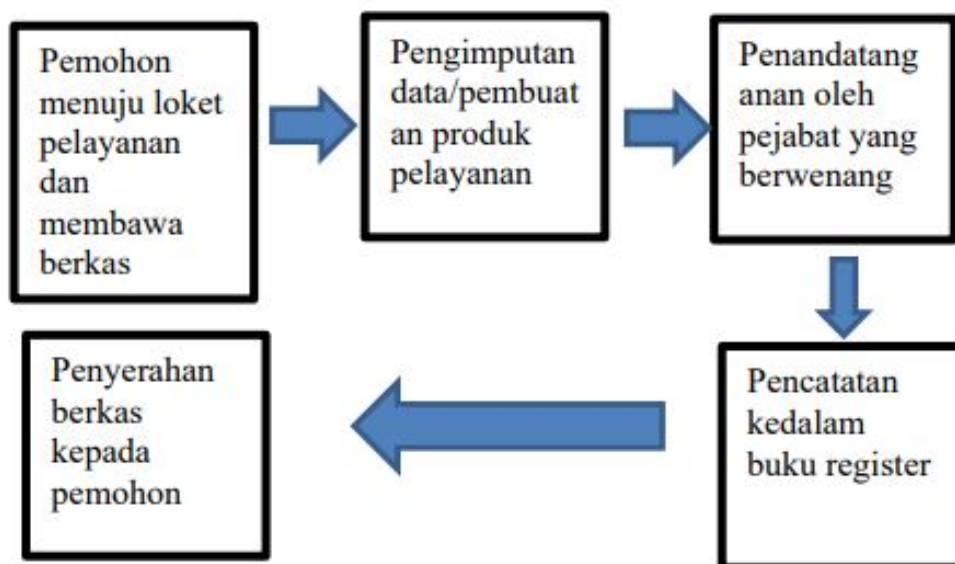 Pemohon
menuju loket
pelayanan
dan
membawa
berkas
Pengimputan
data/pembuat
an produk
pelayanan
Penandatang
anan oleh
pejabat yang
berwenang
Pencatatan
kedalam
buku register
Penyerahan
berkas
kepada
pemohon